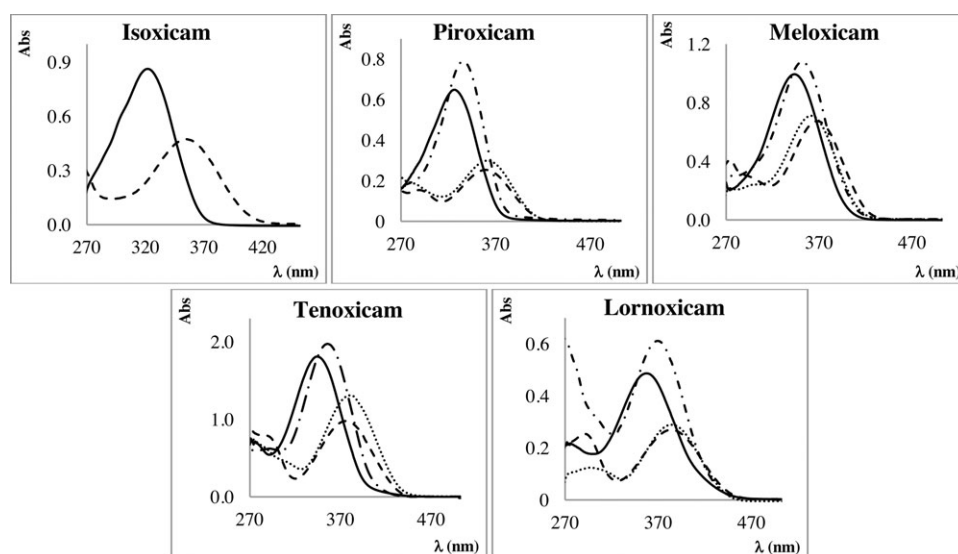 Isoxicam
Abs
0.9
0.6
0.3
0.0
270 320 370 420
λ (nm)
Piroxicam
Abs
0.8
0.6
0.4
0.2
0
270 370 470
λ (nm)
Meloxicam
Abs
1.2
0.8
0.4
0.0
270 370 470
λ (nm)
Tenoxicam
Abs
2.0
1.0
0.0
270 370 470
λ (nm)
Lornoxicam
Abs
0.6
0.4
0.2
0
270 370 470
λ (nm)